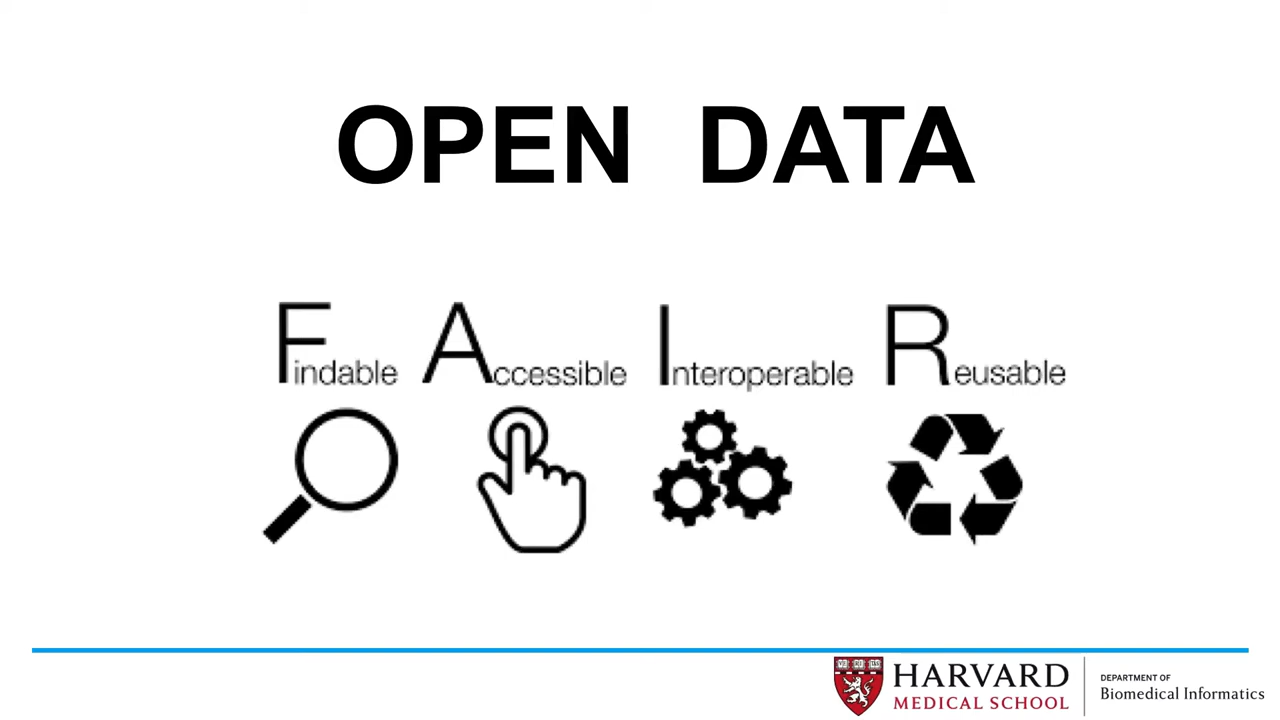 OPEN DATA
Findable Accessible Interoperable Reusable
HARVARD
MEDICAL SCHOOL
DEPARTMENT OF
Biomedical Informatics